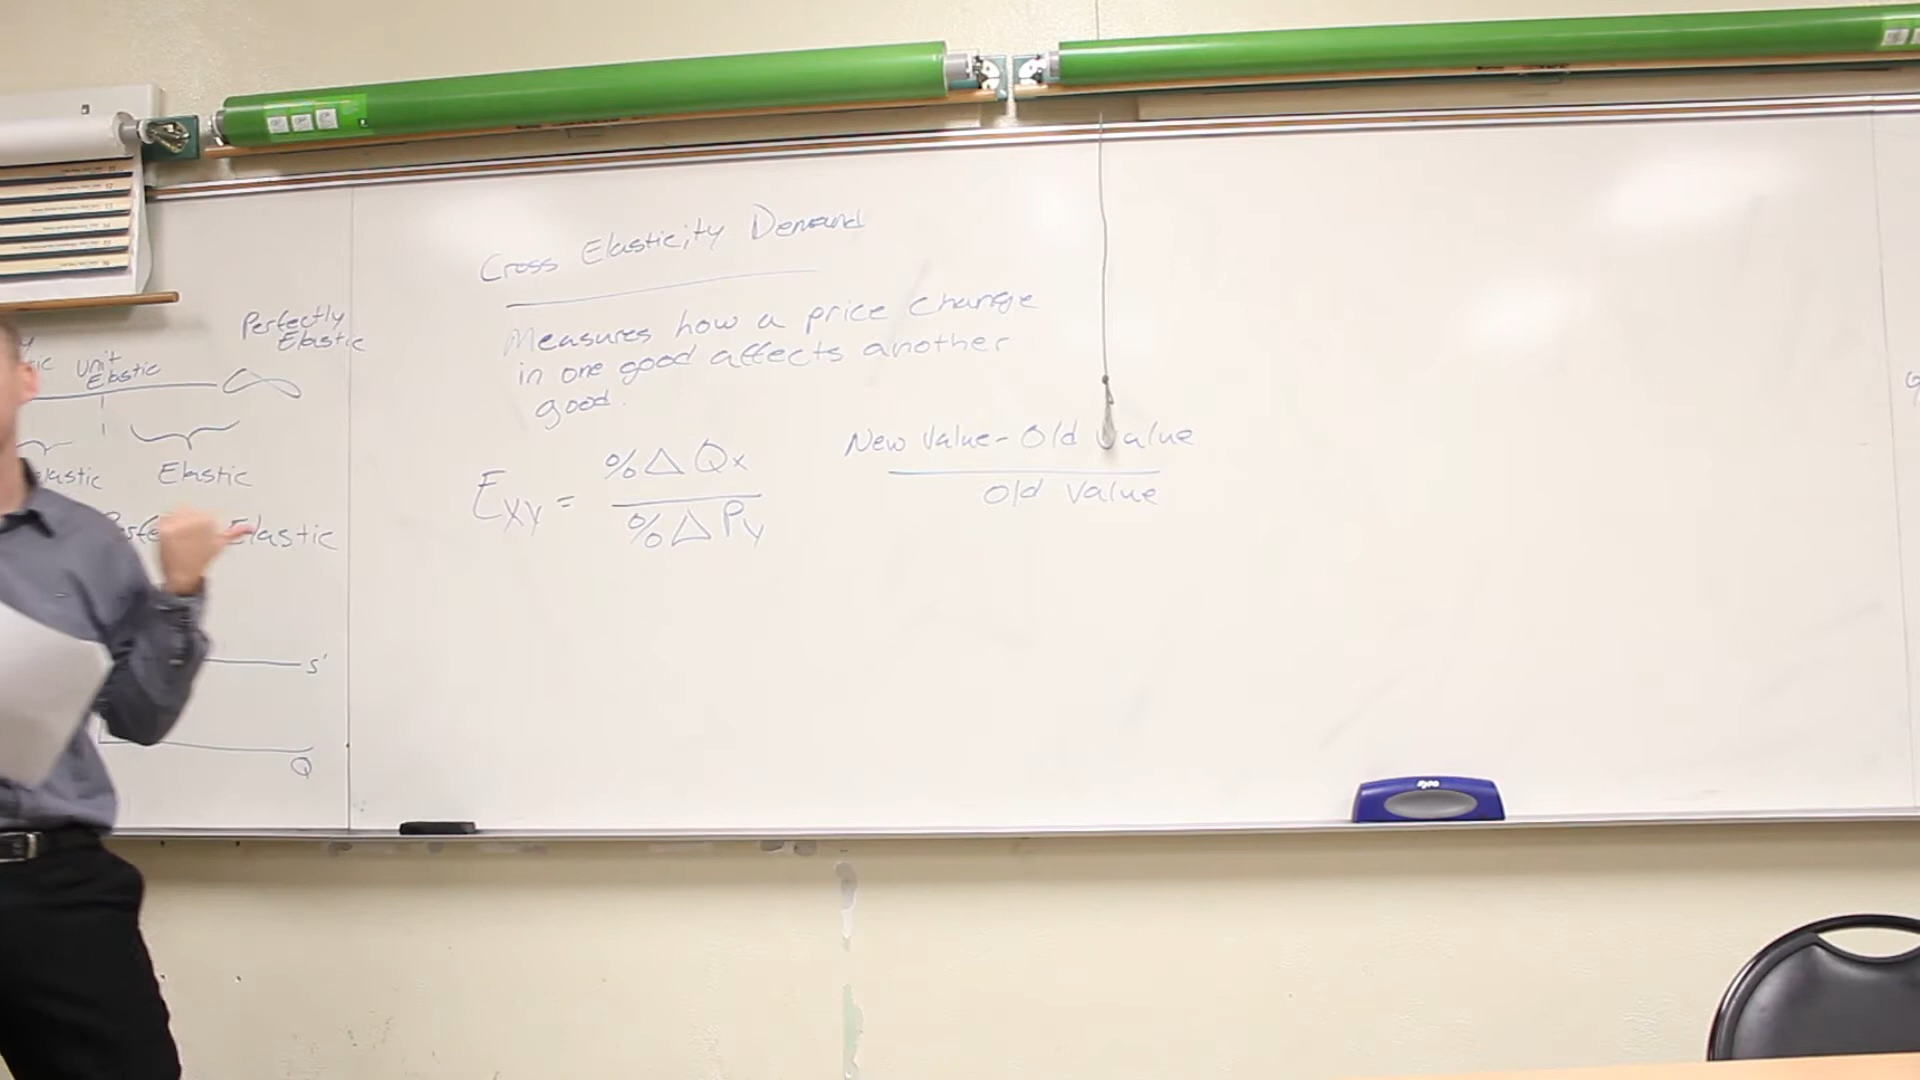 Cross Elasticity Demand
Measures how a price change
in one good affects another
good.
Exy = %△Qx
%△Py
New Value - Old Value
Old Value
Perfectly
Elastic
Unit
Elastic
Elastic
Elastic
S'
Q
expo